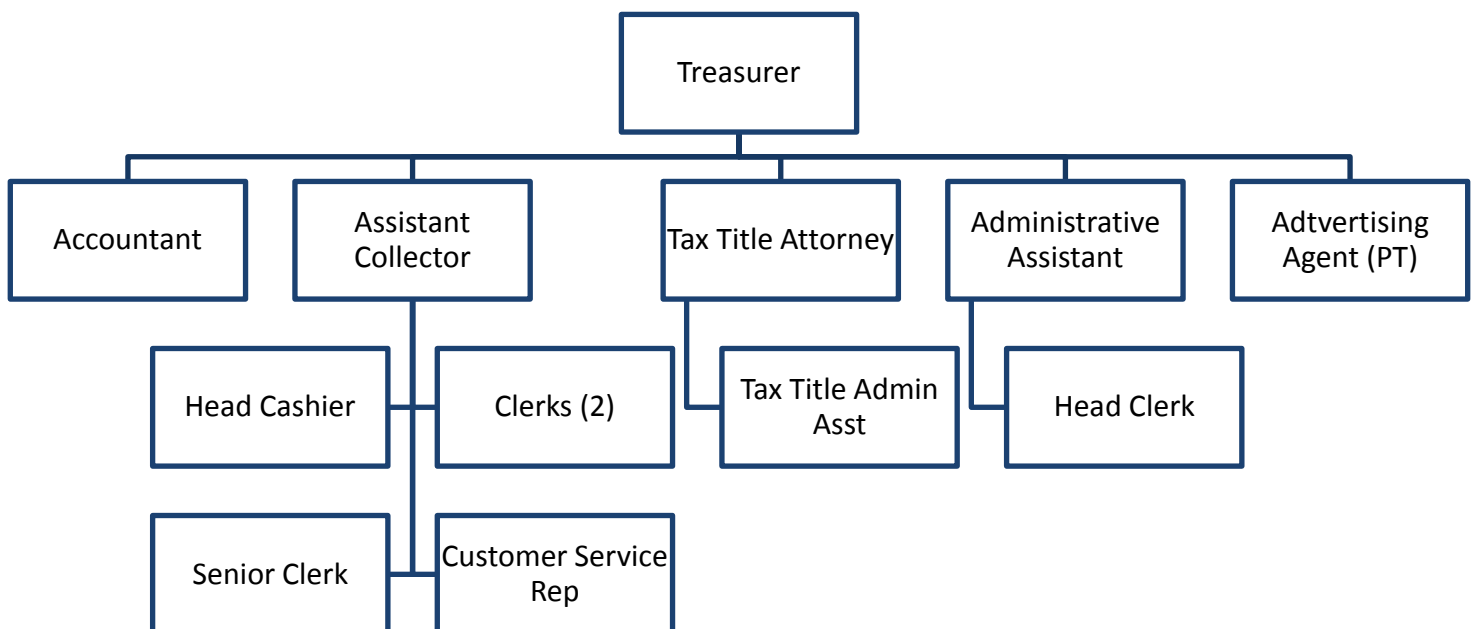 Treasurer
Accountant
Assistant
Collector
Tax Title Attorney
Administrative
Assistant
Adtvertising
Agent (PT)
Head Cashier
Clerks (2)
Tax Title Admin
Asst
Head Clerk
Senior Clerk
Customer Service
Rep